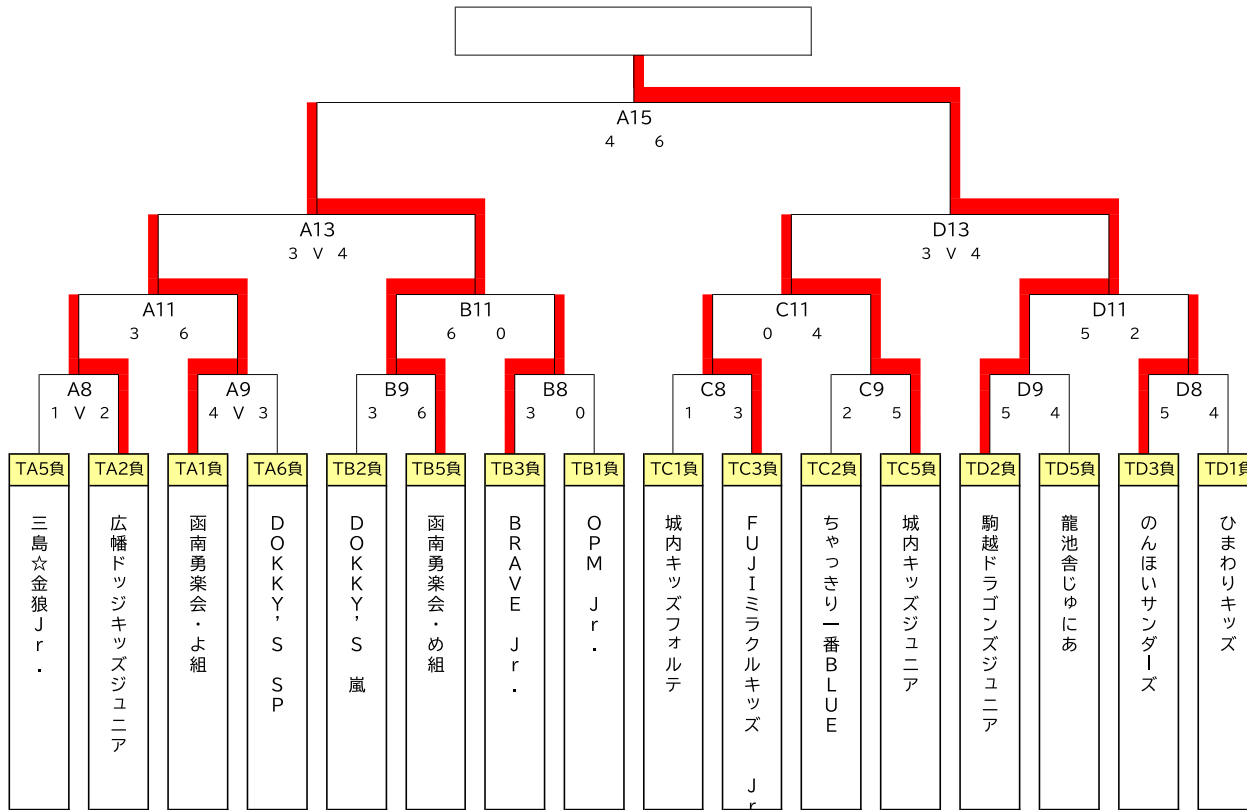 A15
4 6
A13
3 V 4
D13
3 V 4
A11
3 6
B11
6 0
C11
0 4
D11
5 2
A8
1 V 2
A9
4 V 3
B9
3 6
B8
3 0
C8
1 3
C9
2 5
D9
5 4
D8
5 4
TA5負
TA2負
TA1負
TA6負
TB2負
TB5負
TB3負
TB1負
TC1負
TC3負
TC2負
TC5負
TD2負
TD5負
TD3負
TD1負
三島☆金狼Jr.
広幡ドッジキッズジュニア
函南勇楽会・よ組
DOKKY'S SP
DOKKY'S 嵐
函南勇楽会・め組
BRAVE Jr.
OPM Jr.
城内キッズフォルテ
FUJIミラクルキッズ Jr
ちゃっきり一番BLUE
城内キッズジュニア
駒越ドラゴンズジュニア
龍池舎じゅにあ
のんほいサンダーズ
ひまわりキッズ